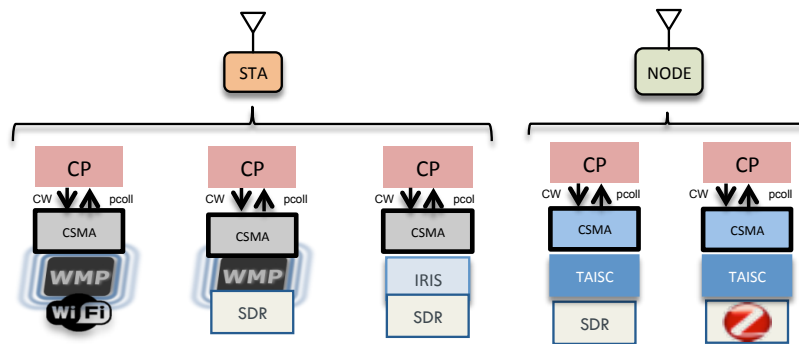 STA
NODE
CP
CP
CP
CP
CP
CW
pcoll
CW
pcoll
CW
pcoll
CW
pcoll
CW
pcoll
CSMA
CSMA
CSMA
CSMA
CSMA
WMP
WMP
IRIS
TAISC
TAISC
WiFi
SDR
SDR
SDR